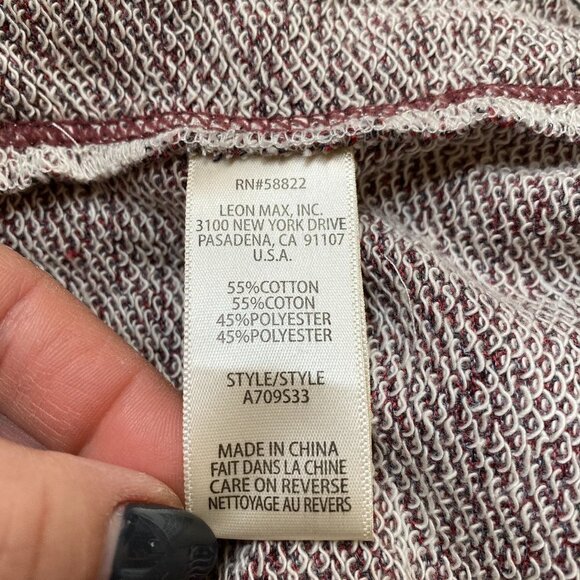 RN#58822
LEON MAX, INC.
3100 NEW YORK DRIVE
PASADENA, CA 91107
U.S.A.
55%COTTON
55%COTON
45%POLYESTER
45%POLYESTER
STYLE/STYLE
A709S33
MADE IN CHINA
FAIT DANS LA CHINE
CARE ON REVERSE
NETTOYAGE AU REVERS